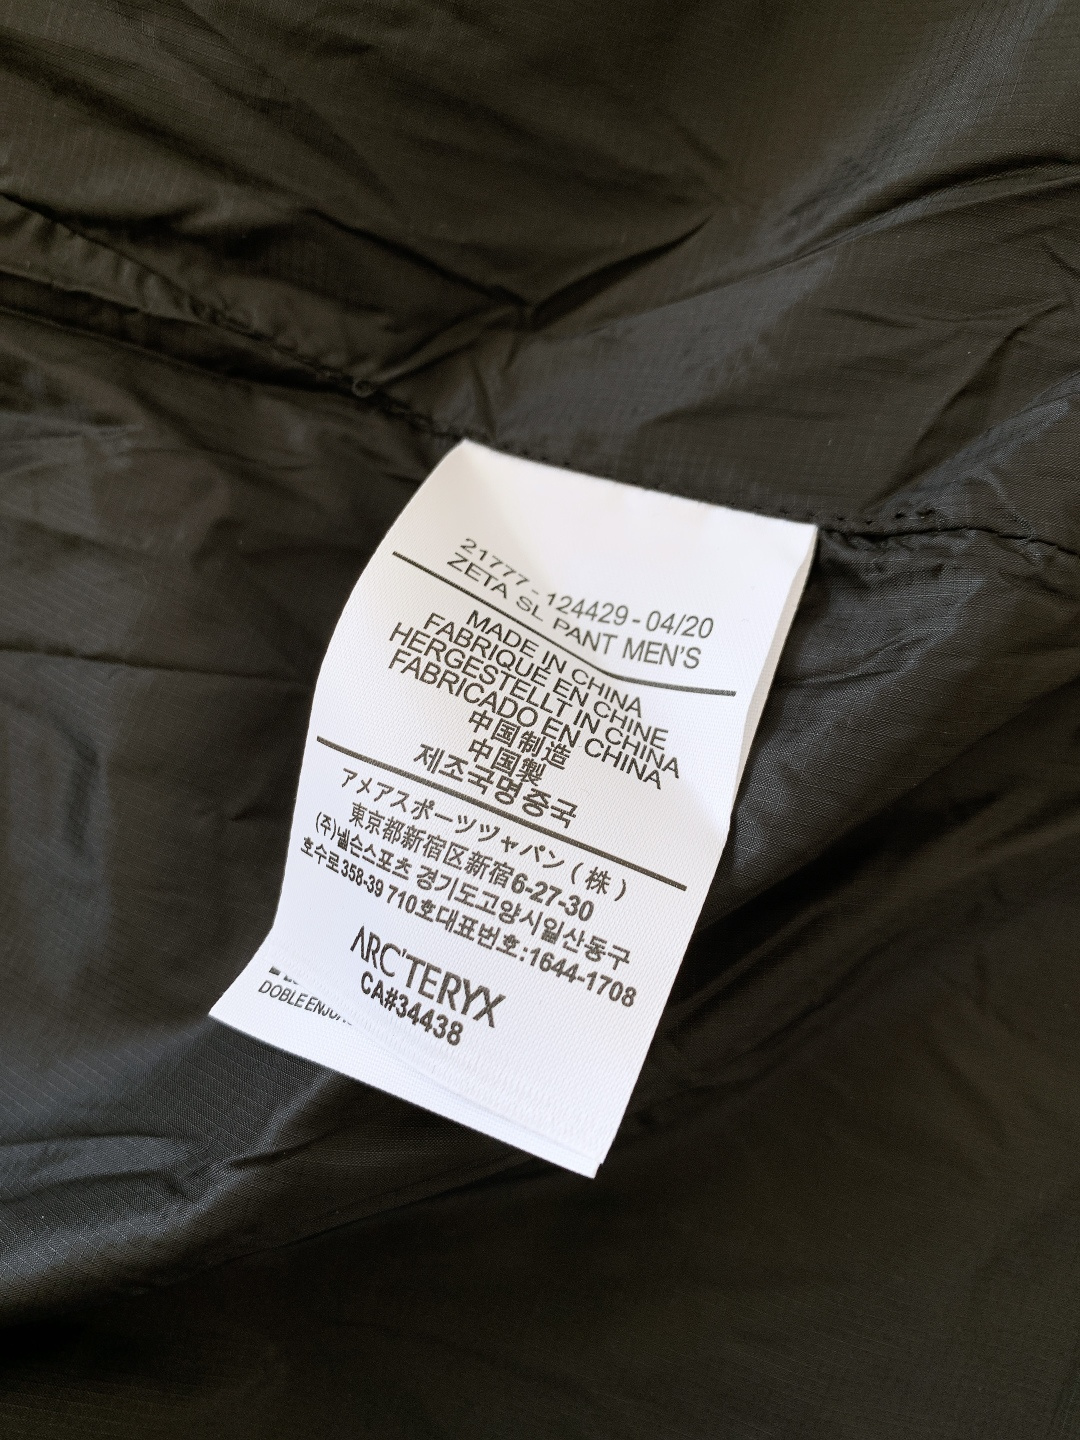 21777 - 124429 - 04/20
ZETA SL PANT MEN'S
MADE IN CHINA
FABRIQUÉ EN CHINE
HERGESTELLT IN CHINA
FABRICADO EN CHINA
中国制造
中国製
제조국명중국
アメアスポーツジャパン(株)
東京都新宿区新宿6-27-30
(주)넬슨스포츠 경기도고양시일산동구
호수로358-39 710호대표번호:1644-1708
ARC'TERYX
CA#34438